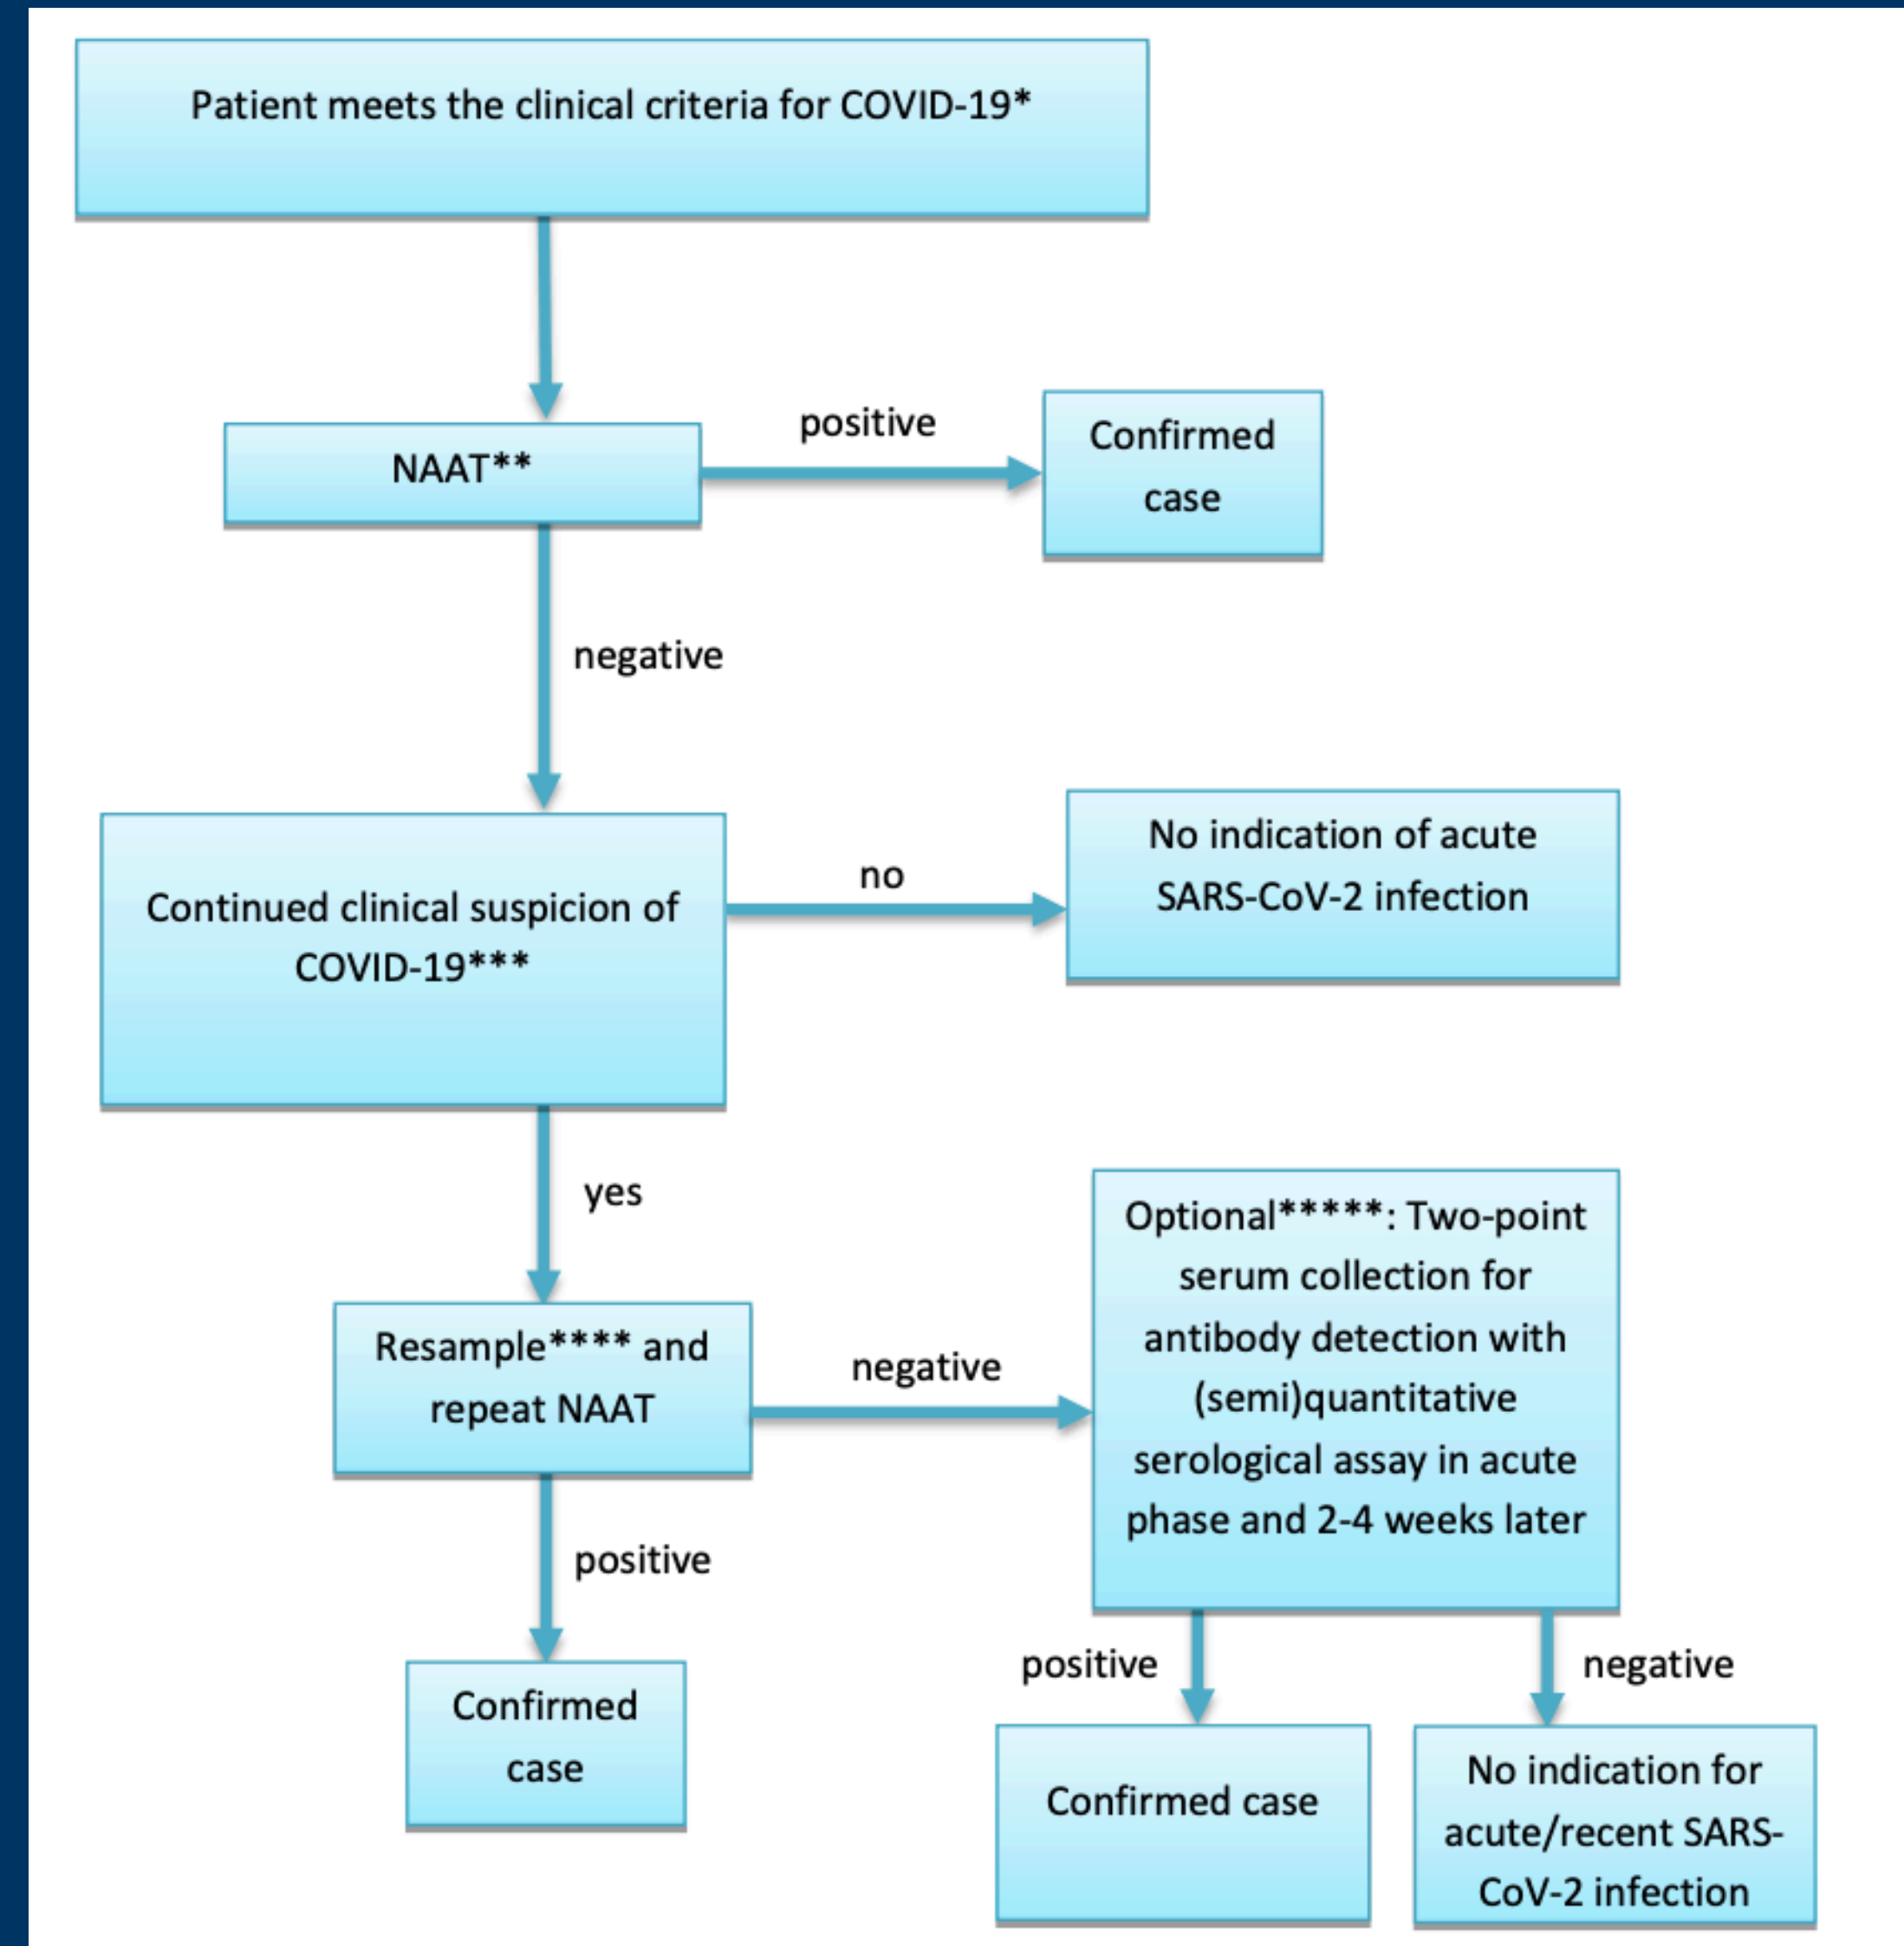 Patient meets the clinical criteria for COVID-19*
NAAT**
positive
Confirmed
case
negative
Continued clinical suspicion of
COVID-19***
no
No indication of acute
SARS-CoV-2 infection
yes
Resample**** and
repeat NAAT
negative
Optional*****: Two-point
serum collection for
antibody detection with
(semi)quantitative
serological assay in acute
phase and 2-4 weeks later
positive
Confirmed
case
positive
Confirmed case
negative
No indication for
acute/recent SARS-
CoV-2 infection